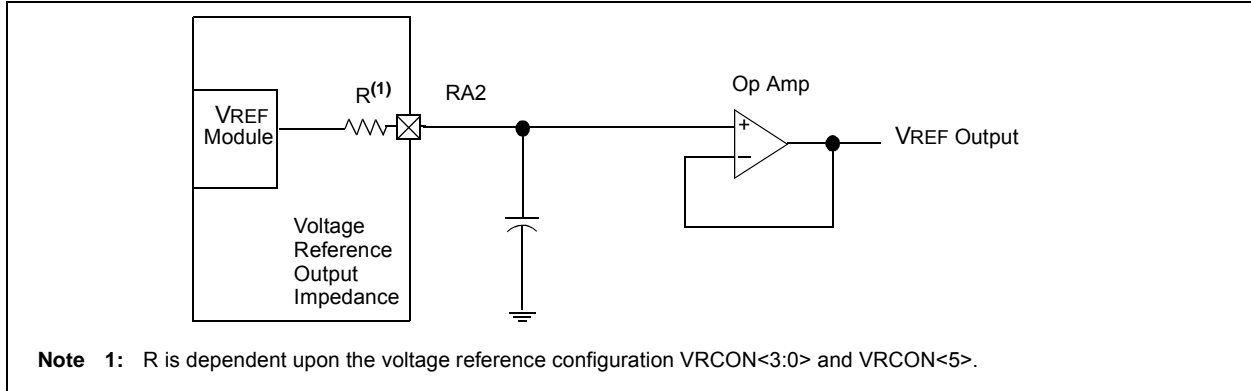 VREF
Module
R(1)
RA2
Op Amp
+
−
VREF Output
Voltage
Reference
Output
Impedance
Note 1: R is dependent upon the voltage reference configuration VRCON<3:0> and VRCON<5>.